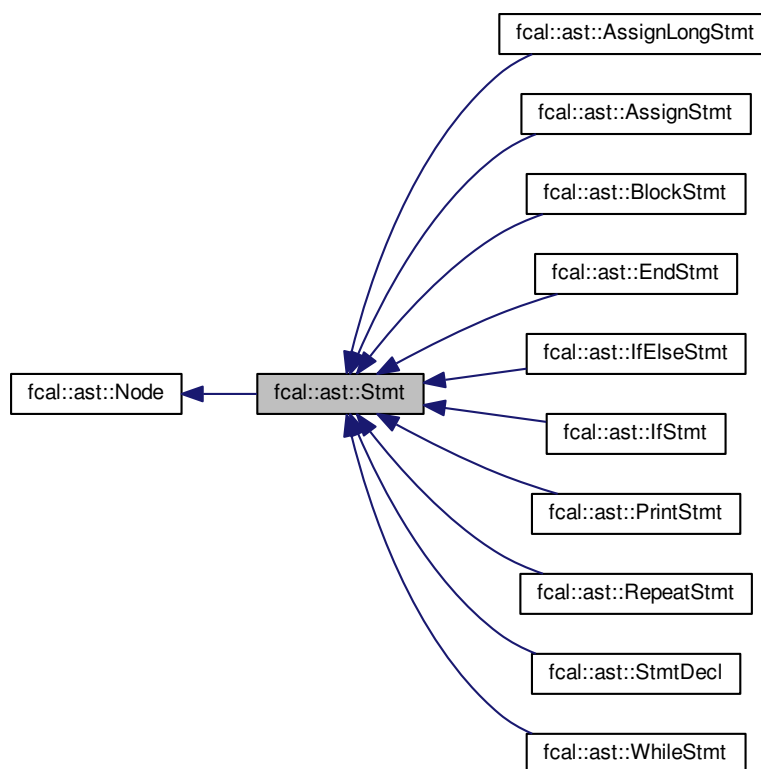 fcal::ast::AssignLongStmt
fcal::ast::AssignStmt
fcal::ast::BlockStmt
fcal::ast::EndStmt
fcal::ast::IfElseStmt
fcal::ast::Node
fcal::ast::Stmt
fcal::ast::IfStmt
fcal::ast::PrintStmt
fcal::ast::RepeatStmt
fcal::ast::StmtDecl
fcal::ast::WhileStmt